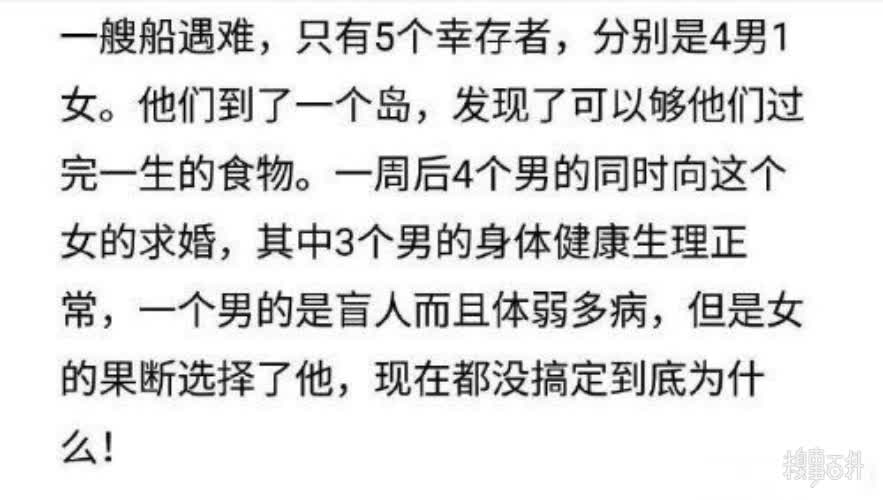 一艘船遇难，只有5个幸存者，分别是4男1
女。他们到了一个岛，发现了可以够他们过
完一生的食物。一周后4个男的同时向这个
女的求婚，其中3个男的身体健康生理正
常，一个男的是盲人而且体弱多病，但是女
的果断选择了他，现在都没搞定到底为什
么！
糗事百科